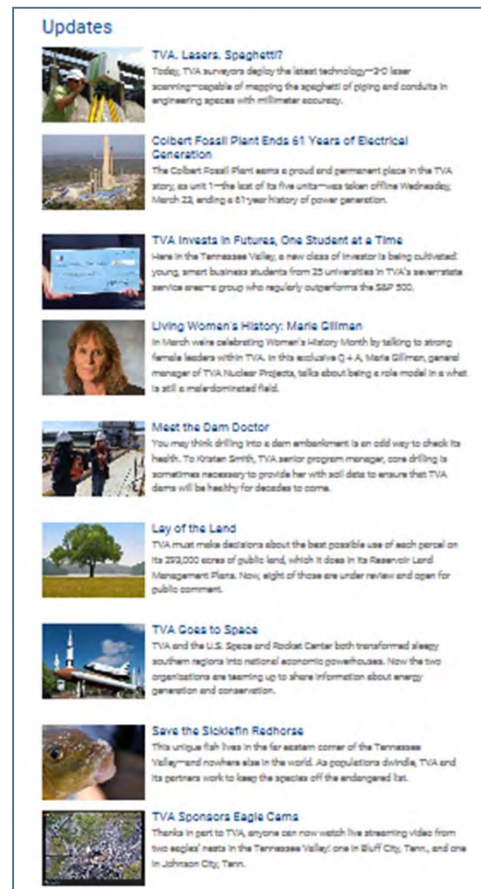 Updates
TVA. Lasers. Spaghetti?
Today, TVA surveyors deploy the latest technology—3-D laser
scanning—capable of mapping the spaghetti of piping and conduits in
engineering spaces with millimeter accuracy.
Colbert Fossil Plant Ends 61 Years of Electrical
Generation
The Colbert Fossil Plant earns a proud and permanent place in the TVA
story, as unit 1—the last of its five units—was taken offline Wednesday,
March 23, ending a 61-year history of power generation.
TVA Invests in Futures, One Student at a Time
Here in the Tennessee Valley, a new class of investor is being cultivated:
young, smart business students from 25 universities in TVA's seven-state
service area—a group who regularly outperforms the S&P 500.
Living Women's History: Marie Gillman
In March we're celebrating Women's History Month by talking to strong
female leaders within TVA. In this exclusive Q + A, Marie Gillman, general
manager of TVA Nuclear Projects, talks about being a role model in a what
is still a male-dominated field.
Meet the Dam Doctor
You may think drilling into a dam embankment is an odd way to check its
health. To Kristen Smith, TVA senior program manager, core drilling is
sometimes necessary to provide her with soil data to ensure that TVA
dams will be healthy for decades to come.
Lay of the Land
TVA must make decisions about the best possible use of each parcel on
its 293,000 acres of public land, which it does in its Reservoir Land
Management Plans. Now, eight of those are under review and open for
public comment.
TVA Goes to Space
TVA and the U.S. Space and Rocket Center both transformed sleepy
southern regions into national economic powerhouses. Now the two
organizations are teaming up to share information about energy
generation and conservation.
Save the Sicklefin Redhorse
This unique fish lives in the far eastern corner of the Tennessee
Valley—and nowhere else in the world. As populations dwindle, TVA and
its partners work to keep the species off the endangered list.
TVA Sponsors Eagle Cams
Thanks in part to TVA, anyone can now watch live streaming video from
two eagles' nests in the Tennessee Valley: one in Bluff City, Tenn., and one
in Johnson City, Tenn.